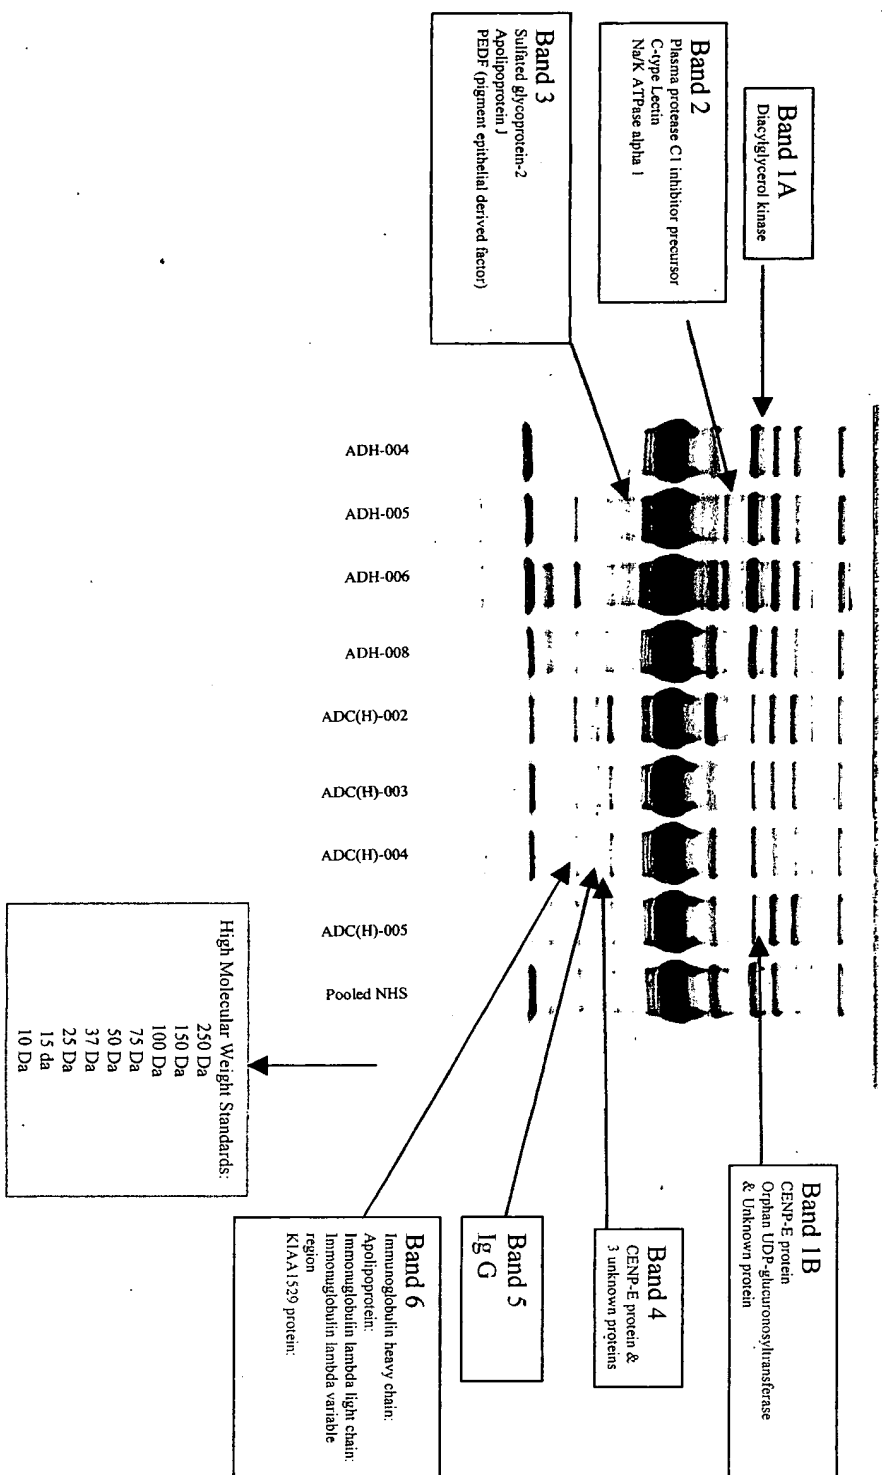 Band 1A
Diacylglycerol kinase
Band 2
Plasma protease C1 inhibitor precursor
C-type Lectin
Na/K ATPase alpha 1
Band 3
Sulfated glycoprotein-2
Apolipoprotein J
PEDF (pigment epithelial derived factor)
ADH-004
ADH-005
ADH-006
ADH-008
ADC(H)-002
ADC(H)-003
ADC(H)-004
ADC(H)-005
Pooled NHS
High Molecular Weight Standards:
250 Da
150 Da
100 Da
75 Da
50 Da
37 Da
25 Da
15 da
10 Da
Band 1B
CENP-E protein
Orphan UDP-glucuronosyltransferase
& Unknown protein
Band 4
CENP-E protein &
3 unknown proteins
Band 5
Ig G
Band 6
Immunoglobulin heavy chain:
Apolipoprotein:
Immonuglobulin lambda light chain:
Immonuglobulin lambda variable
region
KIAA1529 protein: